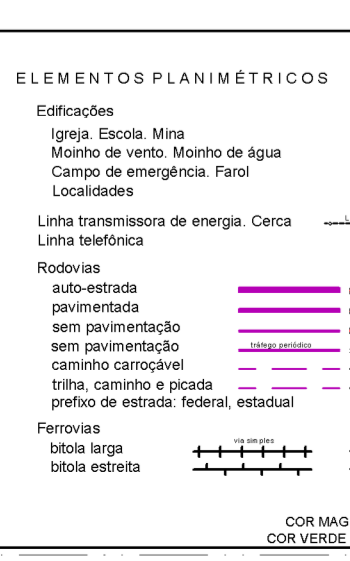 ELEMENTOS PLANIMÉTRICOS
Edificações
Igreja. Escola. Mina
Moinho de vento. Moinho de água
Campo de emergência. Farol
Localidades
Linha transmissora de energia. Cerca
Linha telefônica
Rodovias
auto-estrada
pavimentada
sem pavimentação
sem pavimentação tráfego periódico
caminho carroçável
trilha, caminho e picada
prefixo de estrada: federal, estadual
Ferrovias
via simples
bitola larga
bitola estreita
COR MAG
COR VERDE